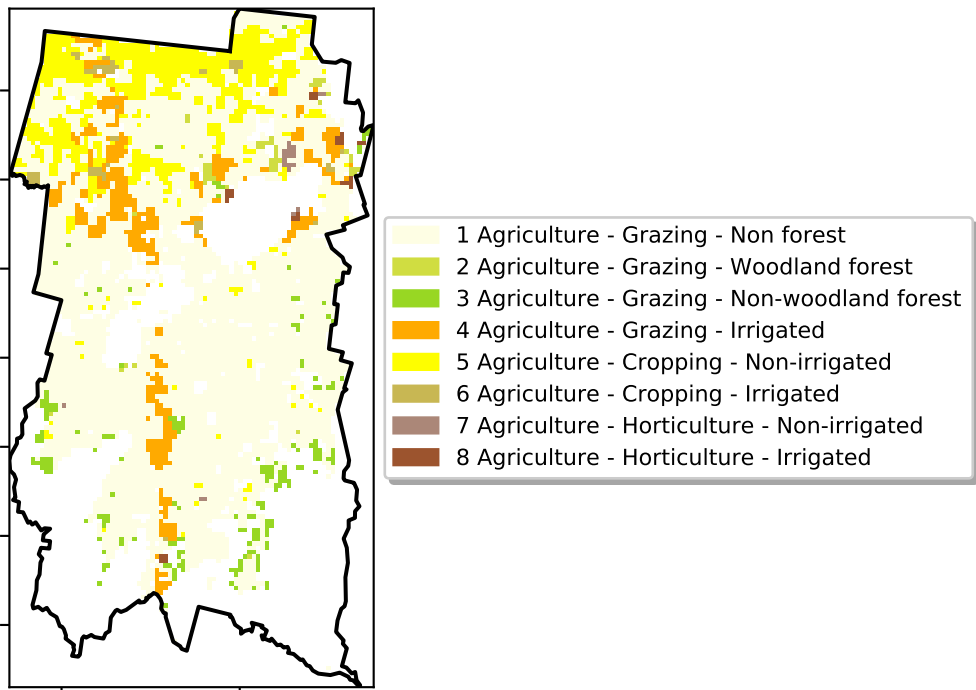 1 Agriculture - Grazing - Non forest
2 Agriculture - Grazing - Woodland forest
3 Agriculture - Grazing - Non-woodland forest
4 Agriculture - Grazing - Irrigated
5 Agriculture - Cropping - Non-irrigated
6 Agriculture - Cropping - Irrigated
7 Agriculture - Horticulture - Non-irrigated
8 Agriculture - Horticulture - Irrigated